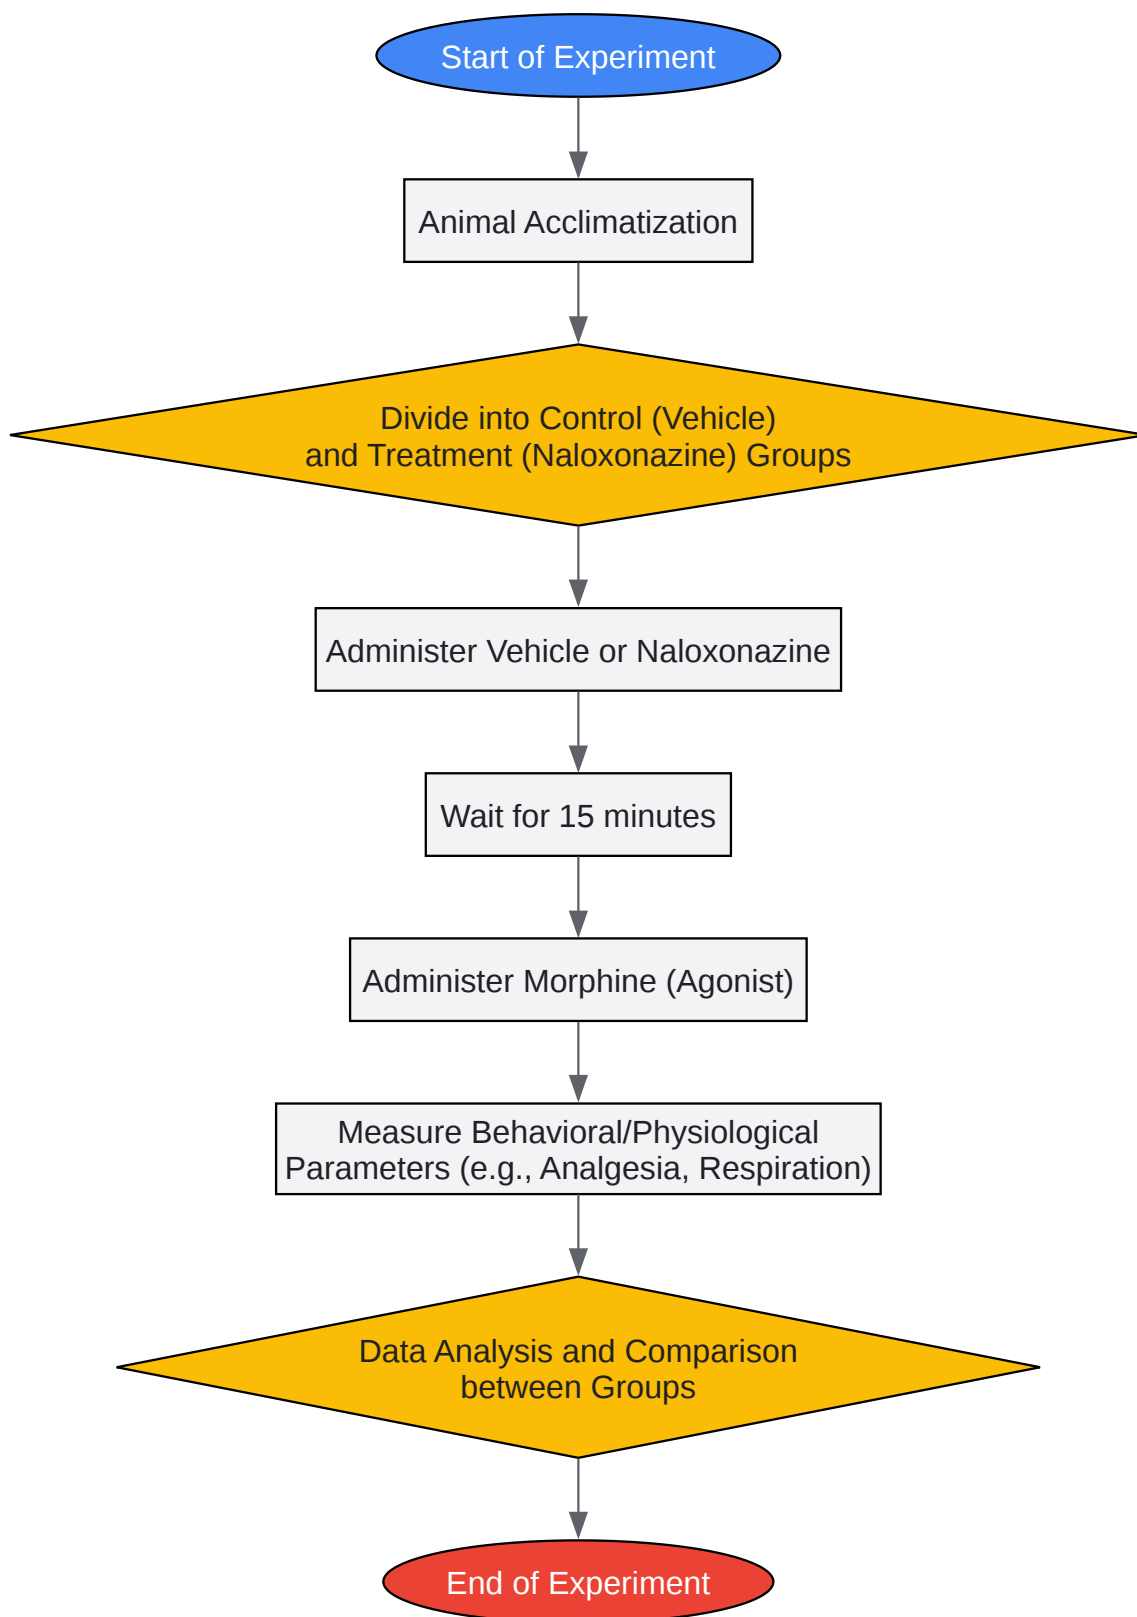 Start of Experiment
Animal Acclimatization
Divide into Control (Vehicle)
and Treatment (Naloxonazine) Groups
Administer Vehicle or Naloxonazine
Wait for 15 minutes
Administer Morphine (Agonist)
Measure Behavioral/Physiological
Parameters (e.g., Analgesia, Respiration)
Data Analysis and Comparison
between Groups
End of Experiment